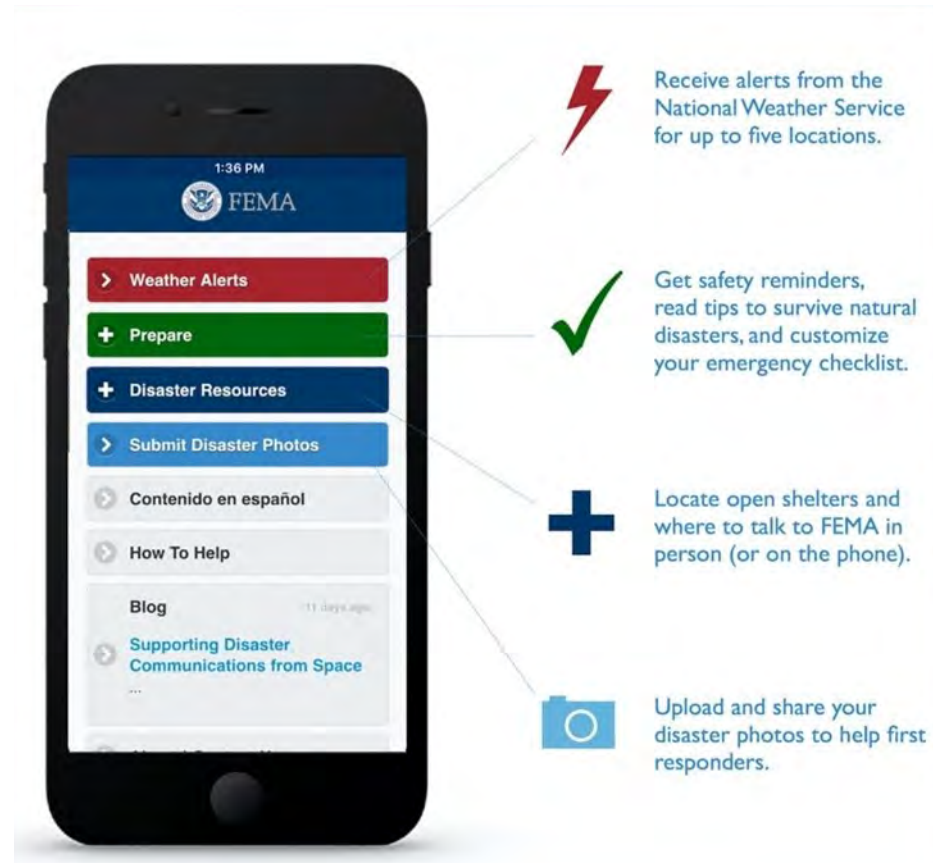 1:36 PM
FEMA
Weather Alerts
Prepare
Disaster Resources
Submit Disaster Photos
Contenido en español
How To Help
Blog
11 days ago
Supporting Disaster
Communications from Space
...
Receive alerts from the
National Weather Service
for up to five locations.
Get safety reminders,
read tips to survive natural
disasters, and customize
your emergency checklist.
Locate open shelters and
where to talk to FEMA in
person (or on the phone).
Upload and share your
disaster photos to help first
responders.